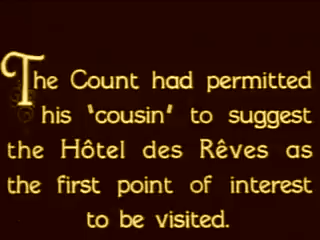 The Count had permitted
his 'cousin' to suggest
the Hôtel des Rêves as
the first point of interest
to be visited.